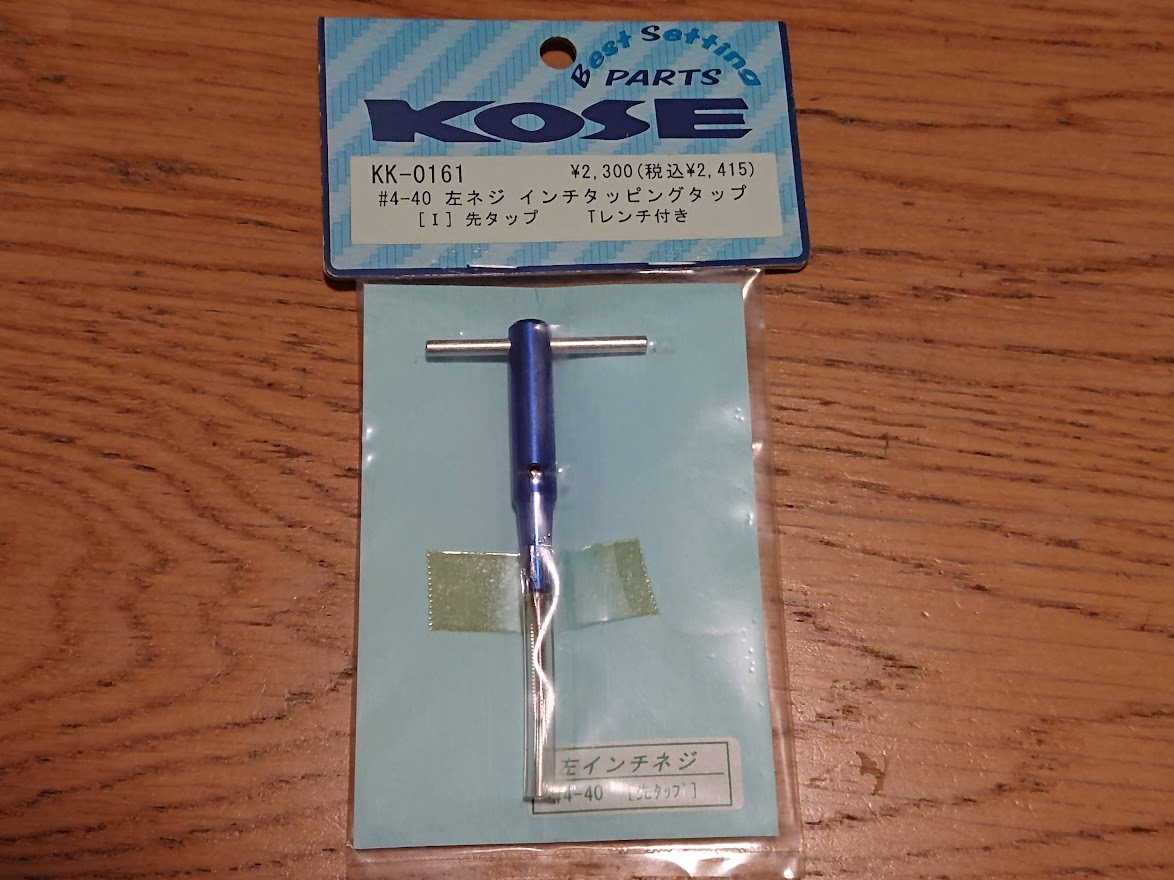 Best Setting
PARTS
KOSE
KK-0161 ¥2,300(税込¥2,415)
#4-40 左ネジ インチタッピングタップ
[I] 先タップ Tレンチ付き
左インチネジ
#4-40 [先ﾀｯﾌﾟ]